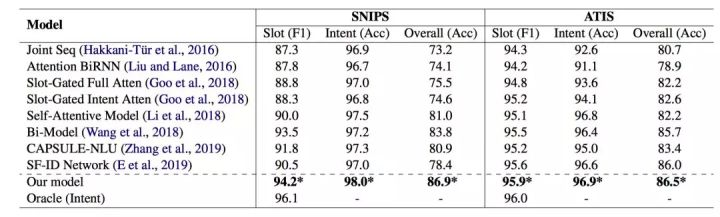 Model SNIPS ATIS
Slot (F1) Intent (Acc) Overall (Acc) Slot (F1) Intent (Acc) Overall (Acc)
Joint Seq (Hakkani-Tür et al., 2016) 87.3 96.9 73.2 94.3 92.6 80.7
Attention BiRNN (Liu and Lane, 2016) 87.8 96.7 74.1 94.2 91.1 78.9
Slot-Gated Full Atten (Goo et al., 2018) 88.8 97.0 75.5 94.8 93.6 82.2
Slot-Gated Intent Atten (Goo et al., 2018) 88.3 96.8 74.6 95.2 94.1 82.6
Self-Attentive Model (Li et al., 2018) 90.0 97.5 81.0 95.1 96.8 82.2
Bi-Model (Wang et al., 2018) 93.5 97.2 83.8 95.5 96.4 85.7
CAPSULE-NLU (Zhang et al., 2019) 91.8 97.3 80.9 95.2 95.0 83.4
SF-ID Network (E et al., 2019) 90.5 97.0 78.4 95.6 96.6 86.0
Our model 94.2* 98.0* 86.9* 95.9* 96.9* 86.5*
Oracle (Intent) 96.1 - - 96.0 - -